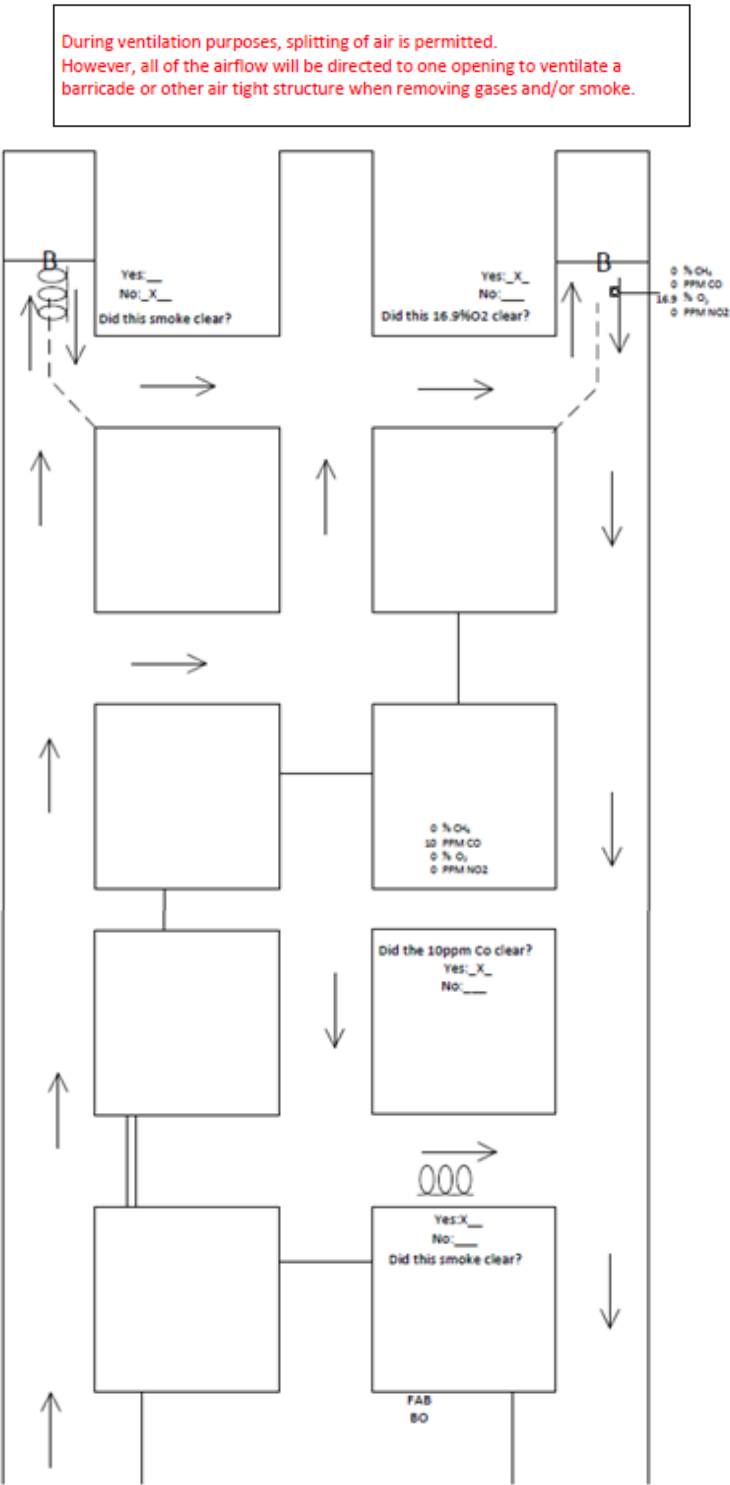 During ventilation purposes, splitting of air is permitted.
However, all of the airflow will be directed to one opening to ventilate a
barricade or other air tight structure when removing gases and/or smoke.
B
Yes:__
No:_X__
Did this smoke clear?
Yes:_X_
No:___
Did this 16.9%O2 clear?
B
0 % CH₄
0 PPM CO
16.9 % O₂
0 PPM NO2
0 % CH₄
10 PPM CO
0 % O₂
0 PPM NO2
Did the 10ppm Co clear?
Yes:_X_
No:___
Yes:X__
No:___
Did this smoke clear?
FAB
BO